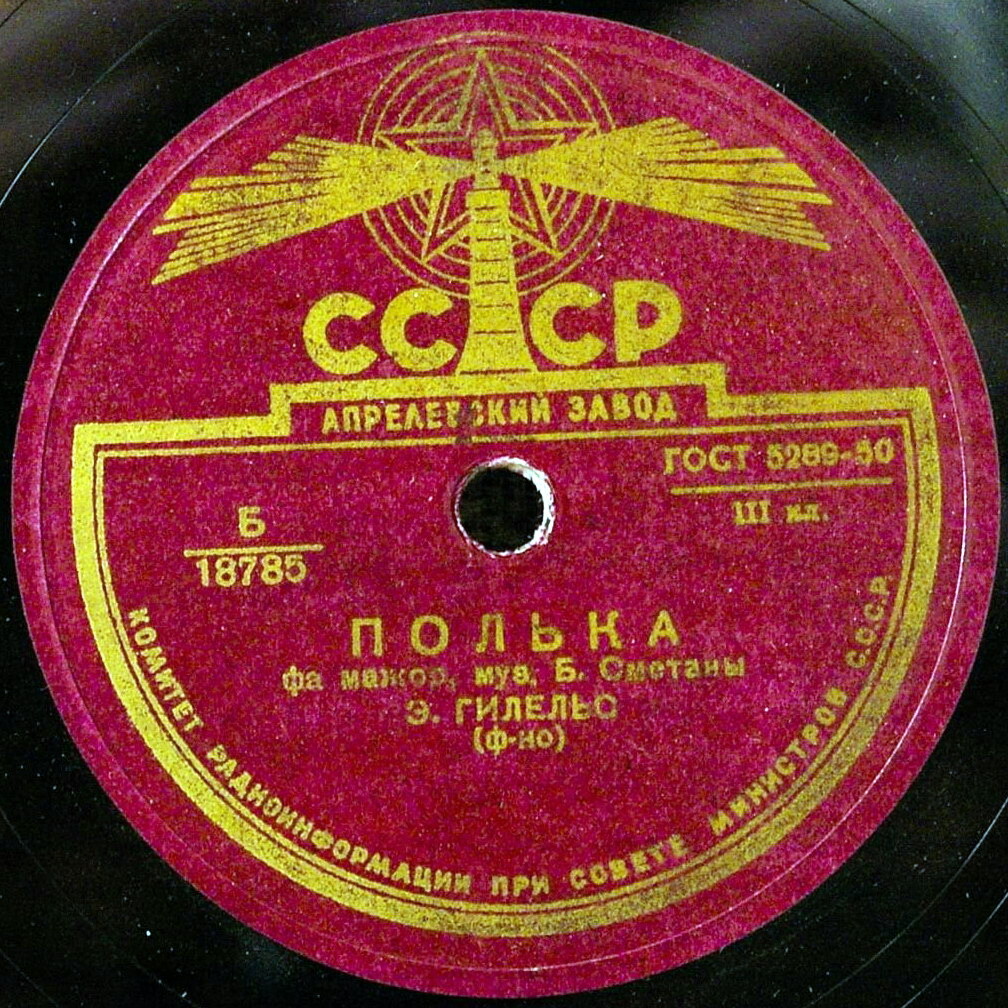 СССР
АПРЕЛЕВСКИЙ ЗАВОД
ГОСТ 5289-50
III кл.
Б
18785
ПОЛЬКА
фа мажор, муз. Б. Сметаны
Э. ГИЛЕЛЬС
(ф-но)
КОМИТЕТ РАДИОИНФОРМАЦИИ ПРИ СОВЕТЕ МИНИСТРОВ С.С.С.Р.